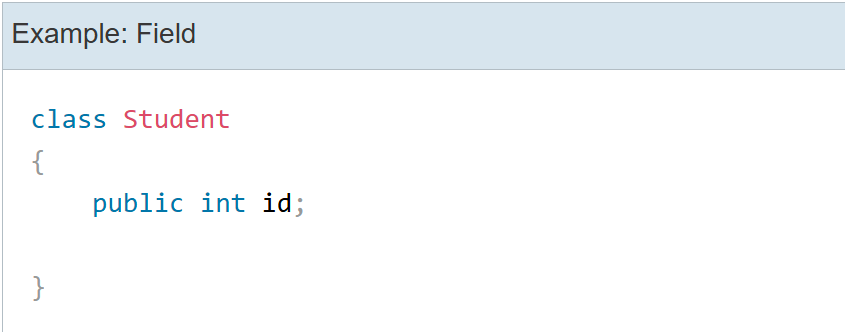 Example: Field
class Student
{
    public int id;
}